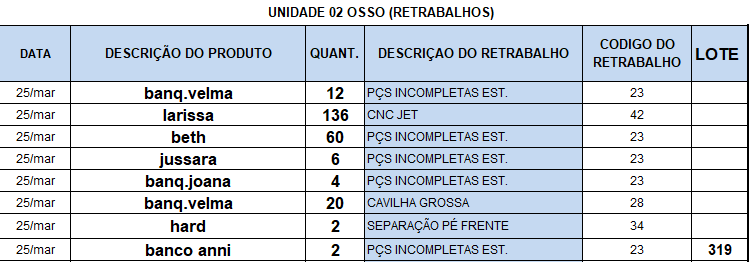 UNIDADE 02 OSSO (RETRABALHOS)
DATA DESCRIÇÃO DO PRODUTO QUANT. DESCRIÇAO DO RETRABALHO CODIGO DO RETRABALHO LOTE
25/mar banq.velma 12 PÇS INCOMPLETAS EST. 23
25/mar larissa 136 CNC JET 42
25/mar beth 60 PÇS INCOMPLETAS EST. 23
25/mar jussara 6 PÇS INCOMPLETAS EST. 23
25/mar banq.joana 4 PÇS INCOMPLETAS EST. 23
25/mar banq.velma 20 CAVILHA GROSSA 28
25/mar hard 2 SEPARAÇÃO PÉ FRENTE 34
25/mar banco anni 2 PÇS INCOMPLETAS EST. 23 319